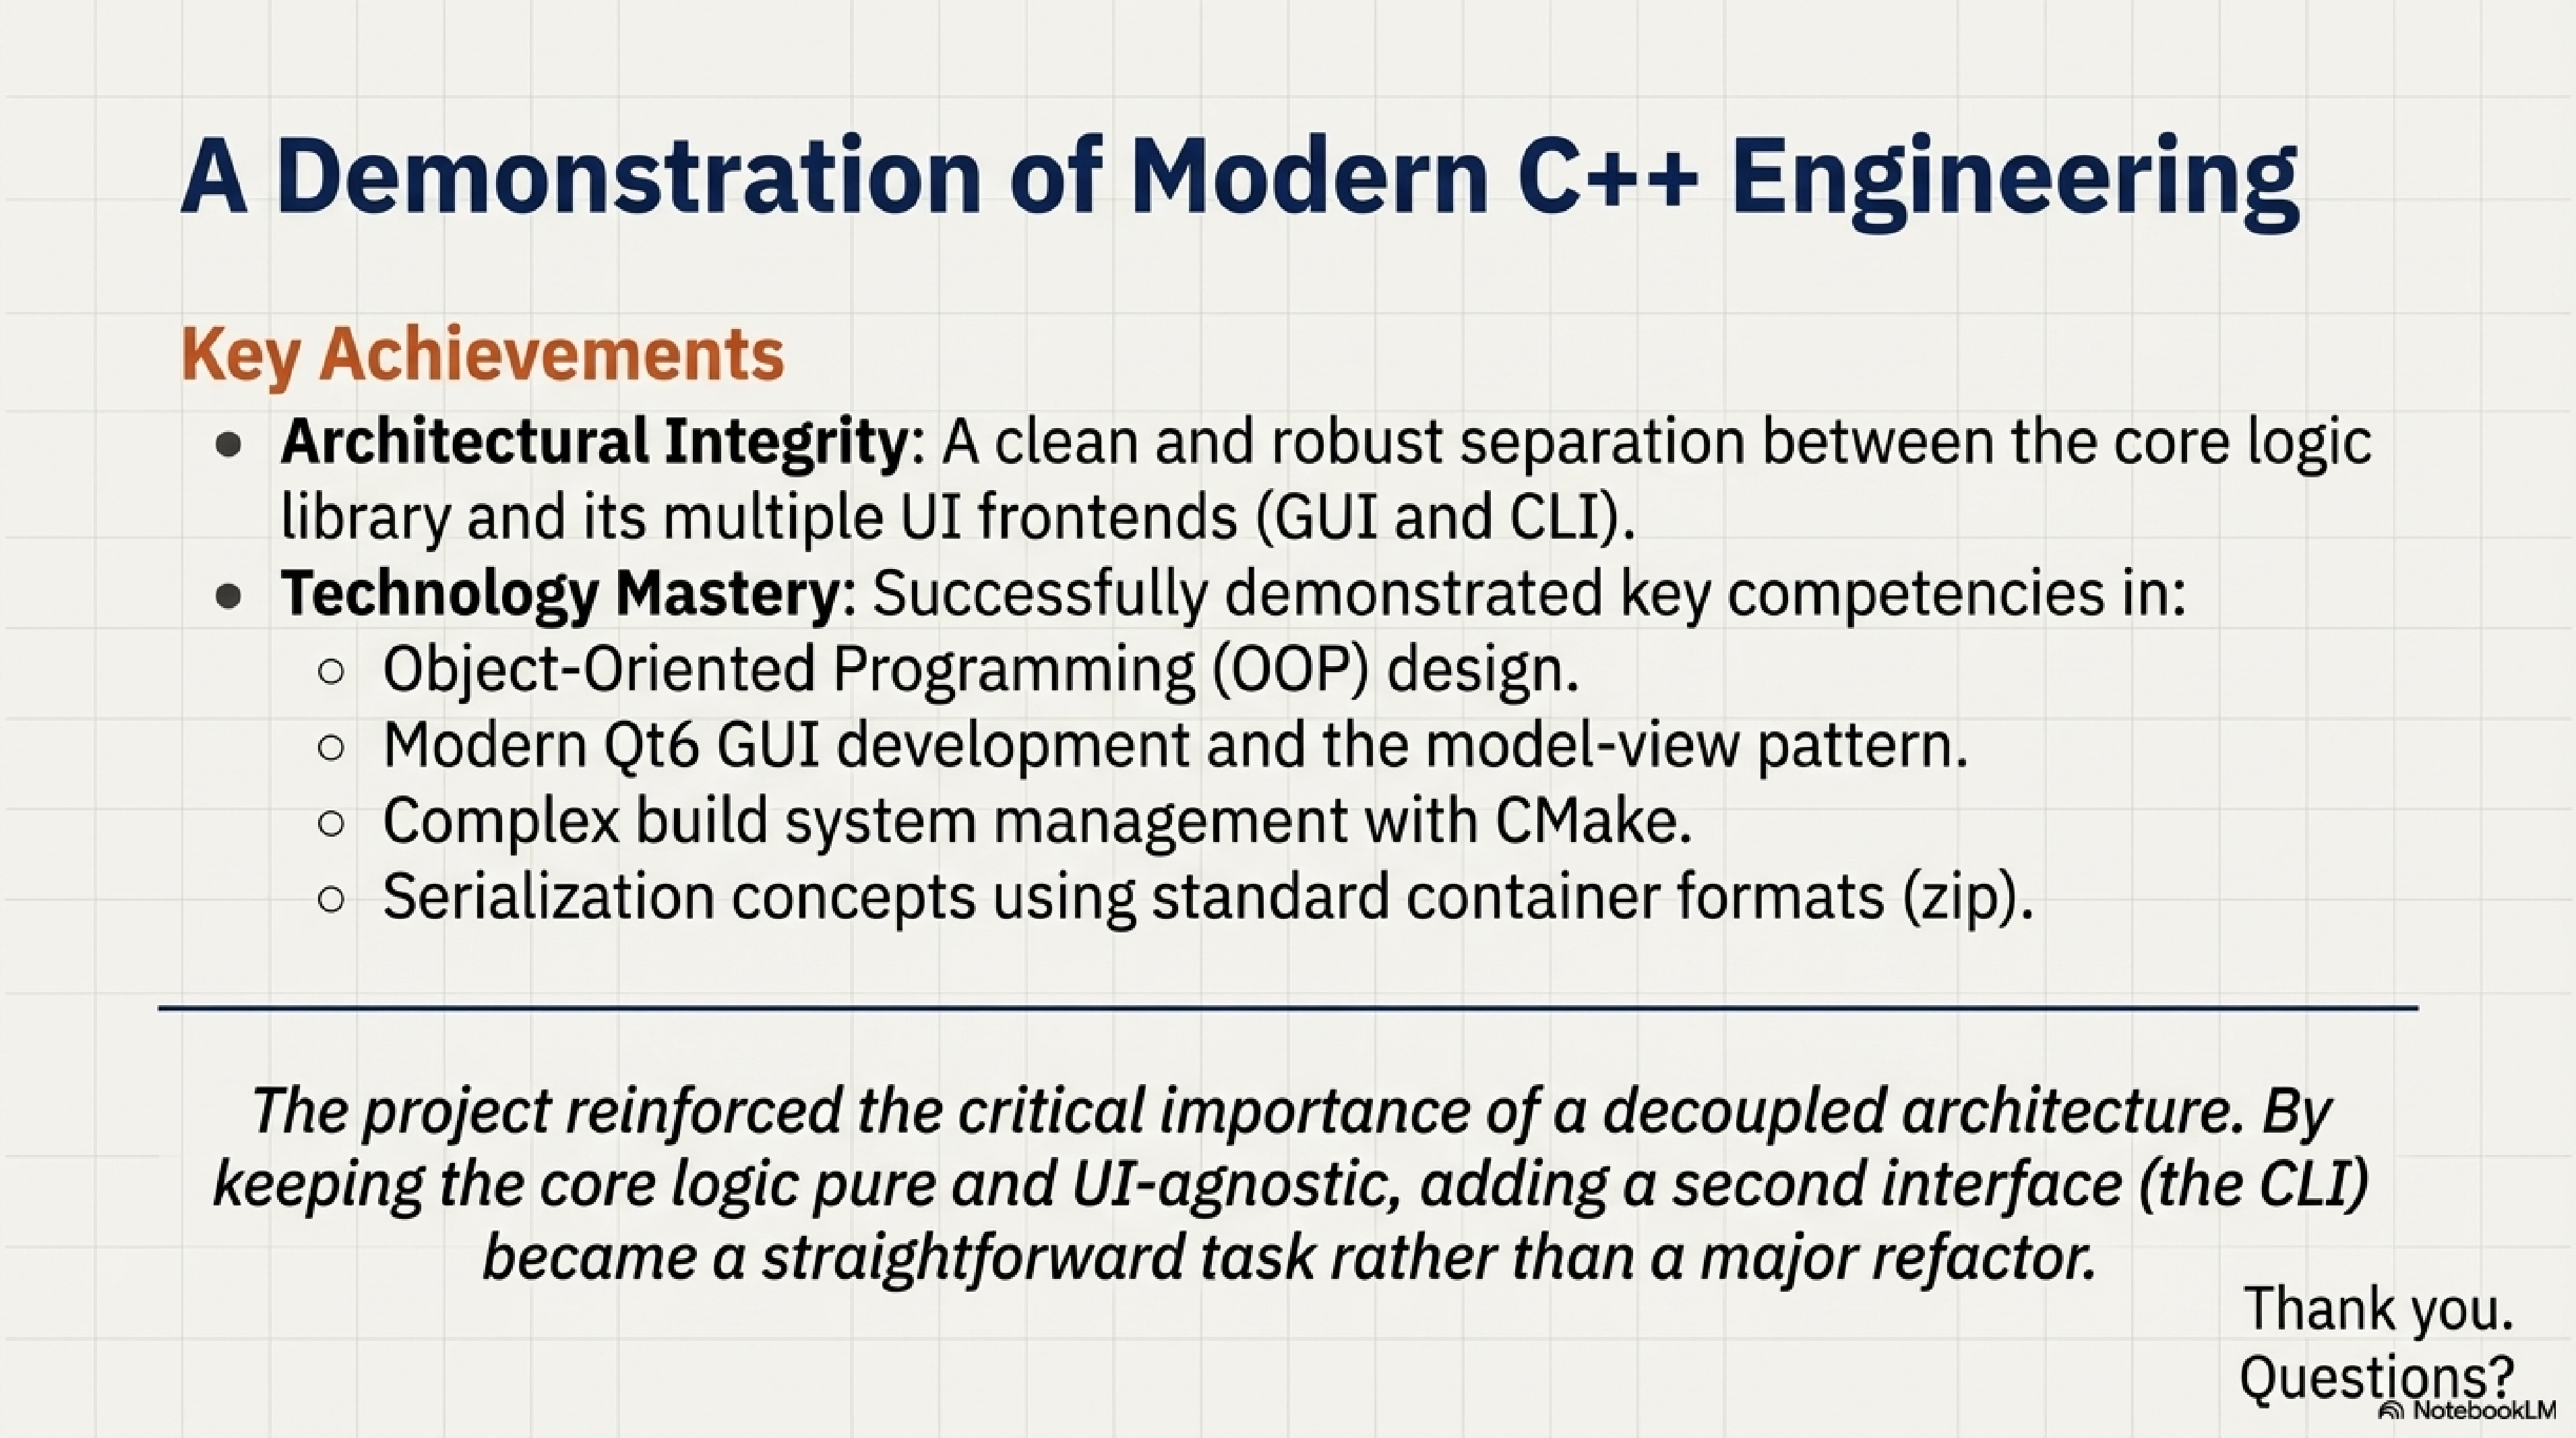 A Demonstration of Modern C++ Engineering
Key Achievements
• Architectural Integrity: A clean and robust separation between the core logic
library and its multiple UI frontends (GUI and CLI).
• Technology Mastery: Successfully demonstrated key competencies in:
○ Object-Oriented Programming (OOP) design.
○ Modern Qt6 GUI development and the model-view pattern.
○ Complex build system management with CMake.
○ Serialization concepts using standard container formats (zip).
The project reinforced the critical importance of a decoupled architecture. By
keeping the core logic pure and UI-agnostic, adding a second interface (the CLI)
became a straightforward task rather than a major refactor.
Thank you.
Questions?
NotebookLM